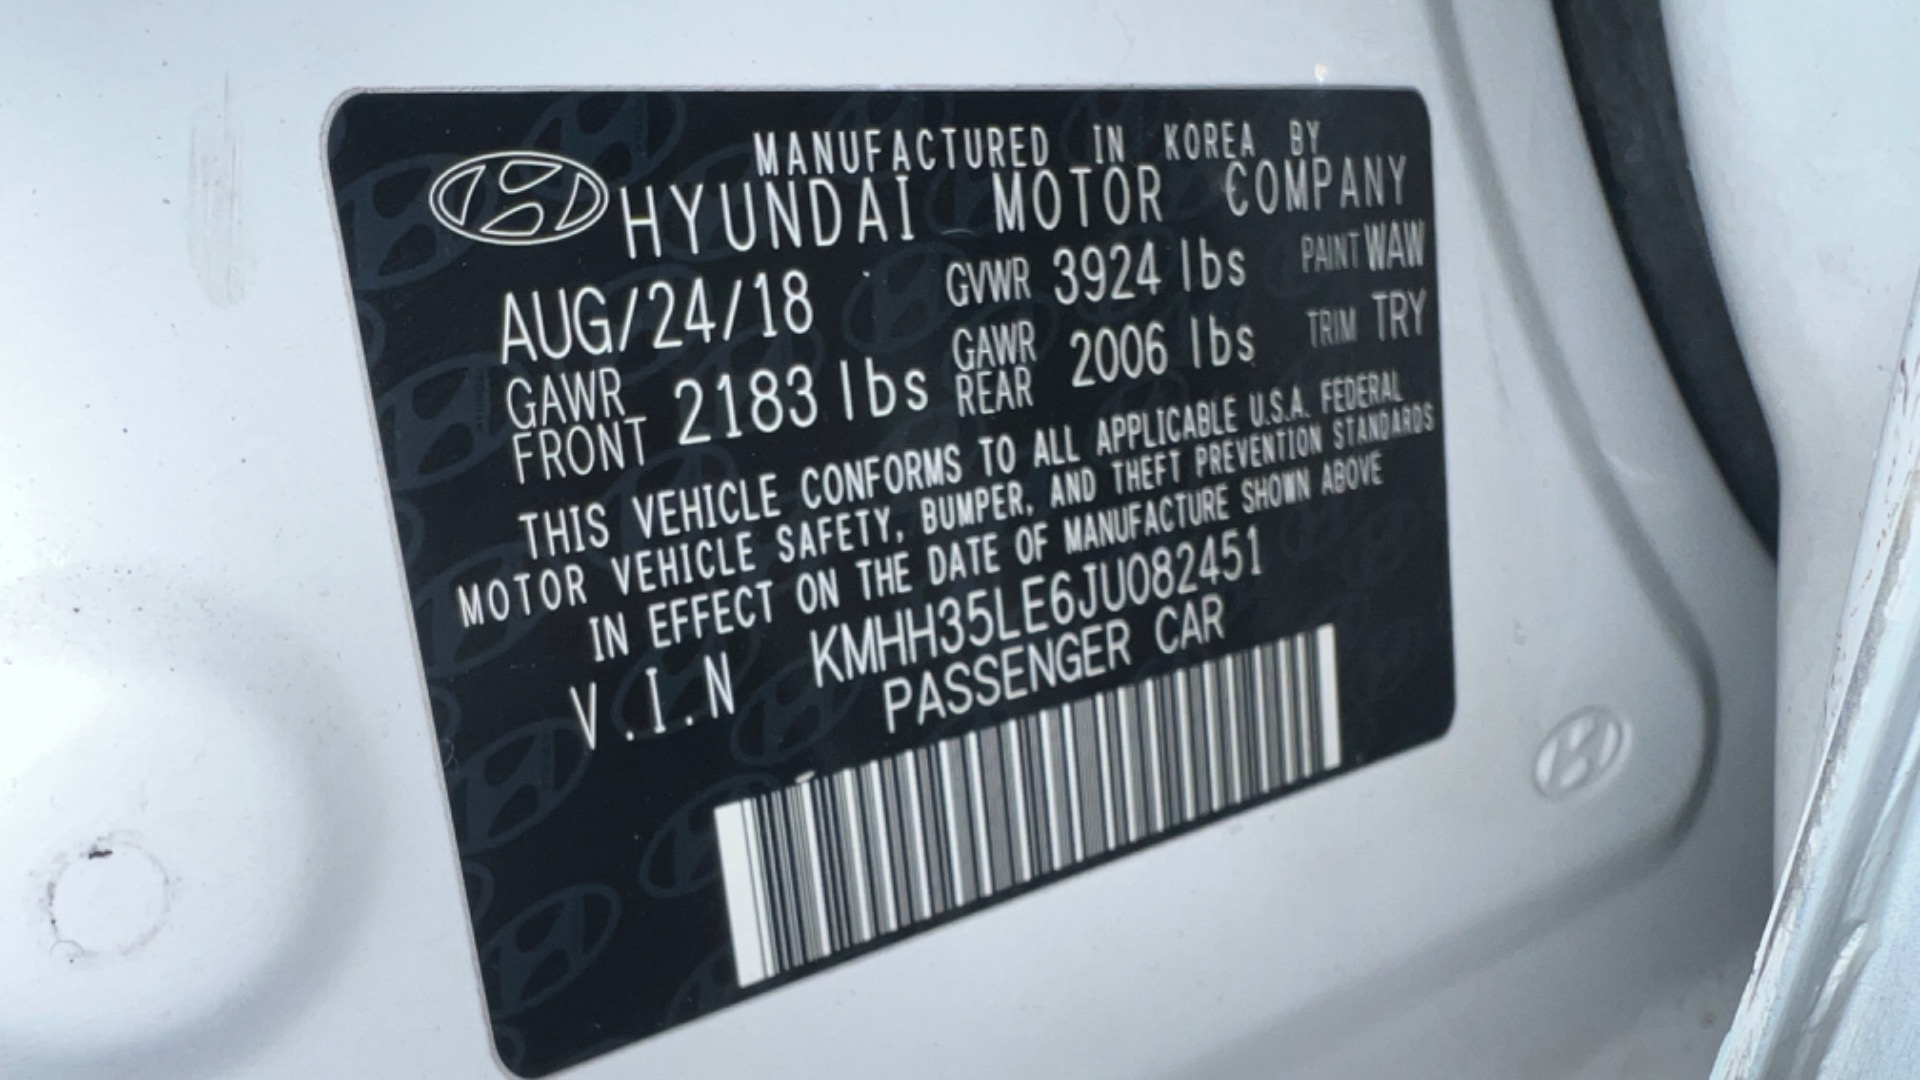 MANUFACTURED IN KOREA BY
HYUNDAI MOTOR COMPANY
AUG/24/18 GVWR 3924 lbs PAINT WAW
GAWR FRONT 2183 lbs GAWR REAR 2006 lbs TRIM TRY
THIS VEHICLE CONFORMS TO ALL APPLICABLE U.S.A. FEDERAL
MOTOR VEHICLE SAFETY, BUMPER, AND THEFT PREVENTION STANDARDS
IN EFFECT ON THE DATE OF MANUFACTURE SHOWN ABOVE
V.I.N KMHH35LE6JU082451
PASSENGER CAR